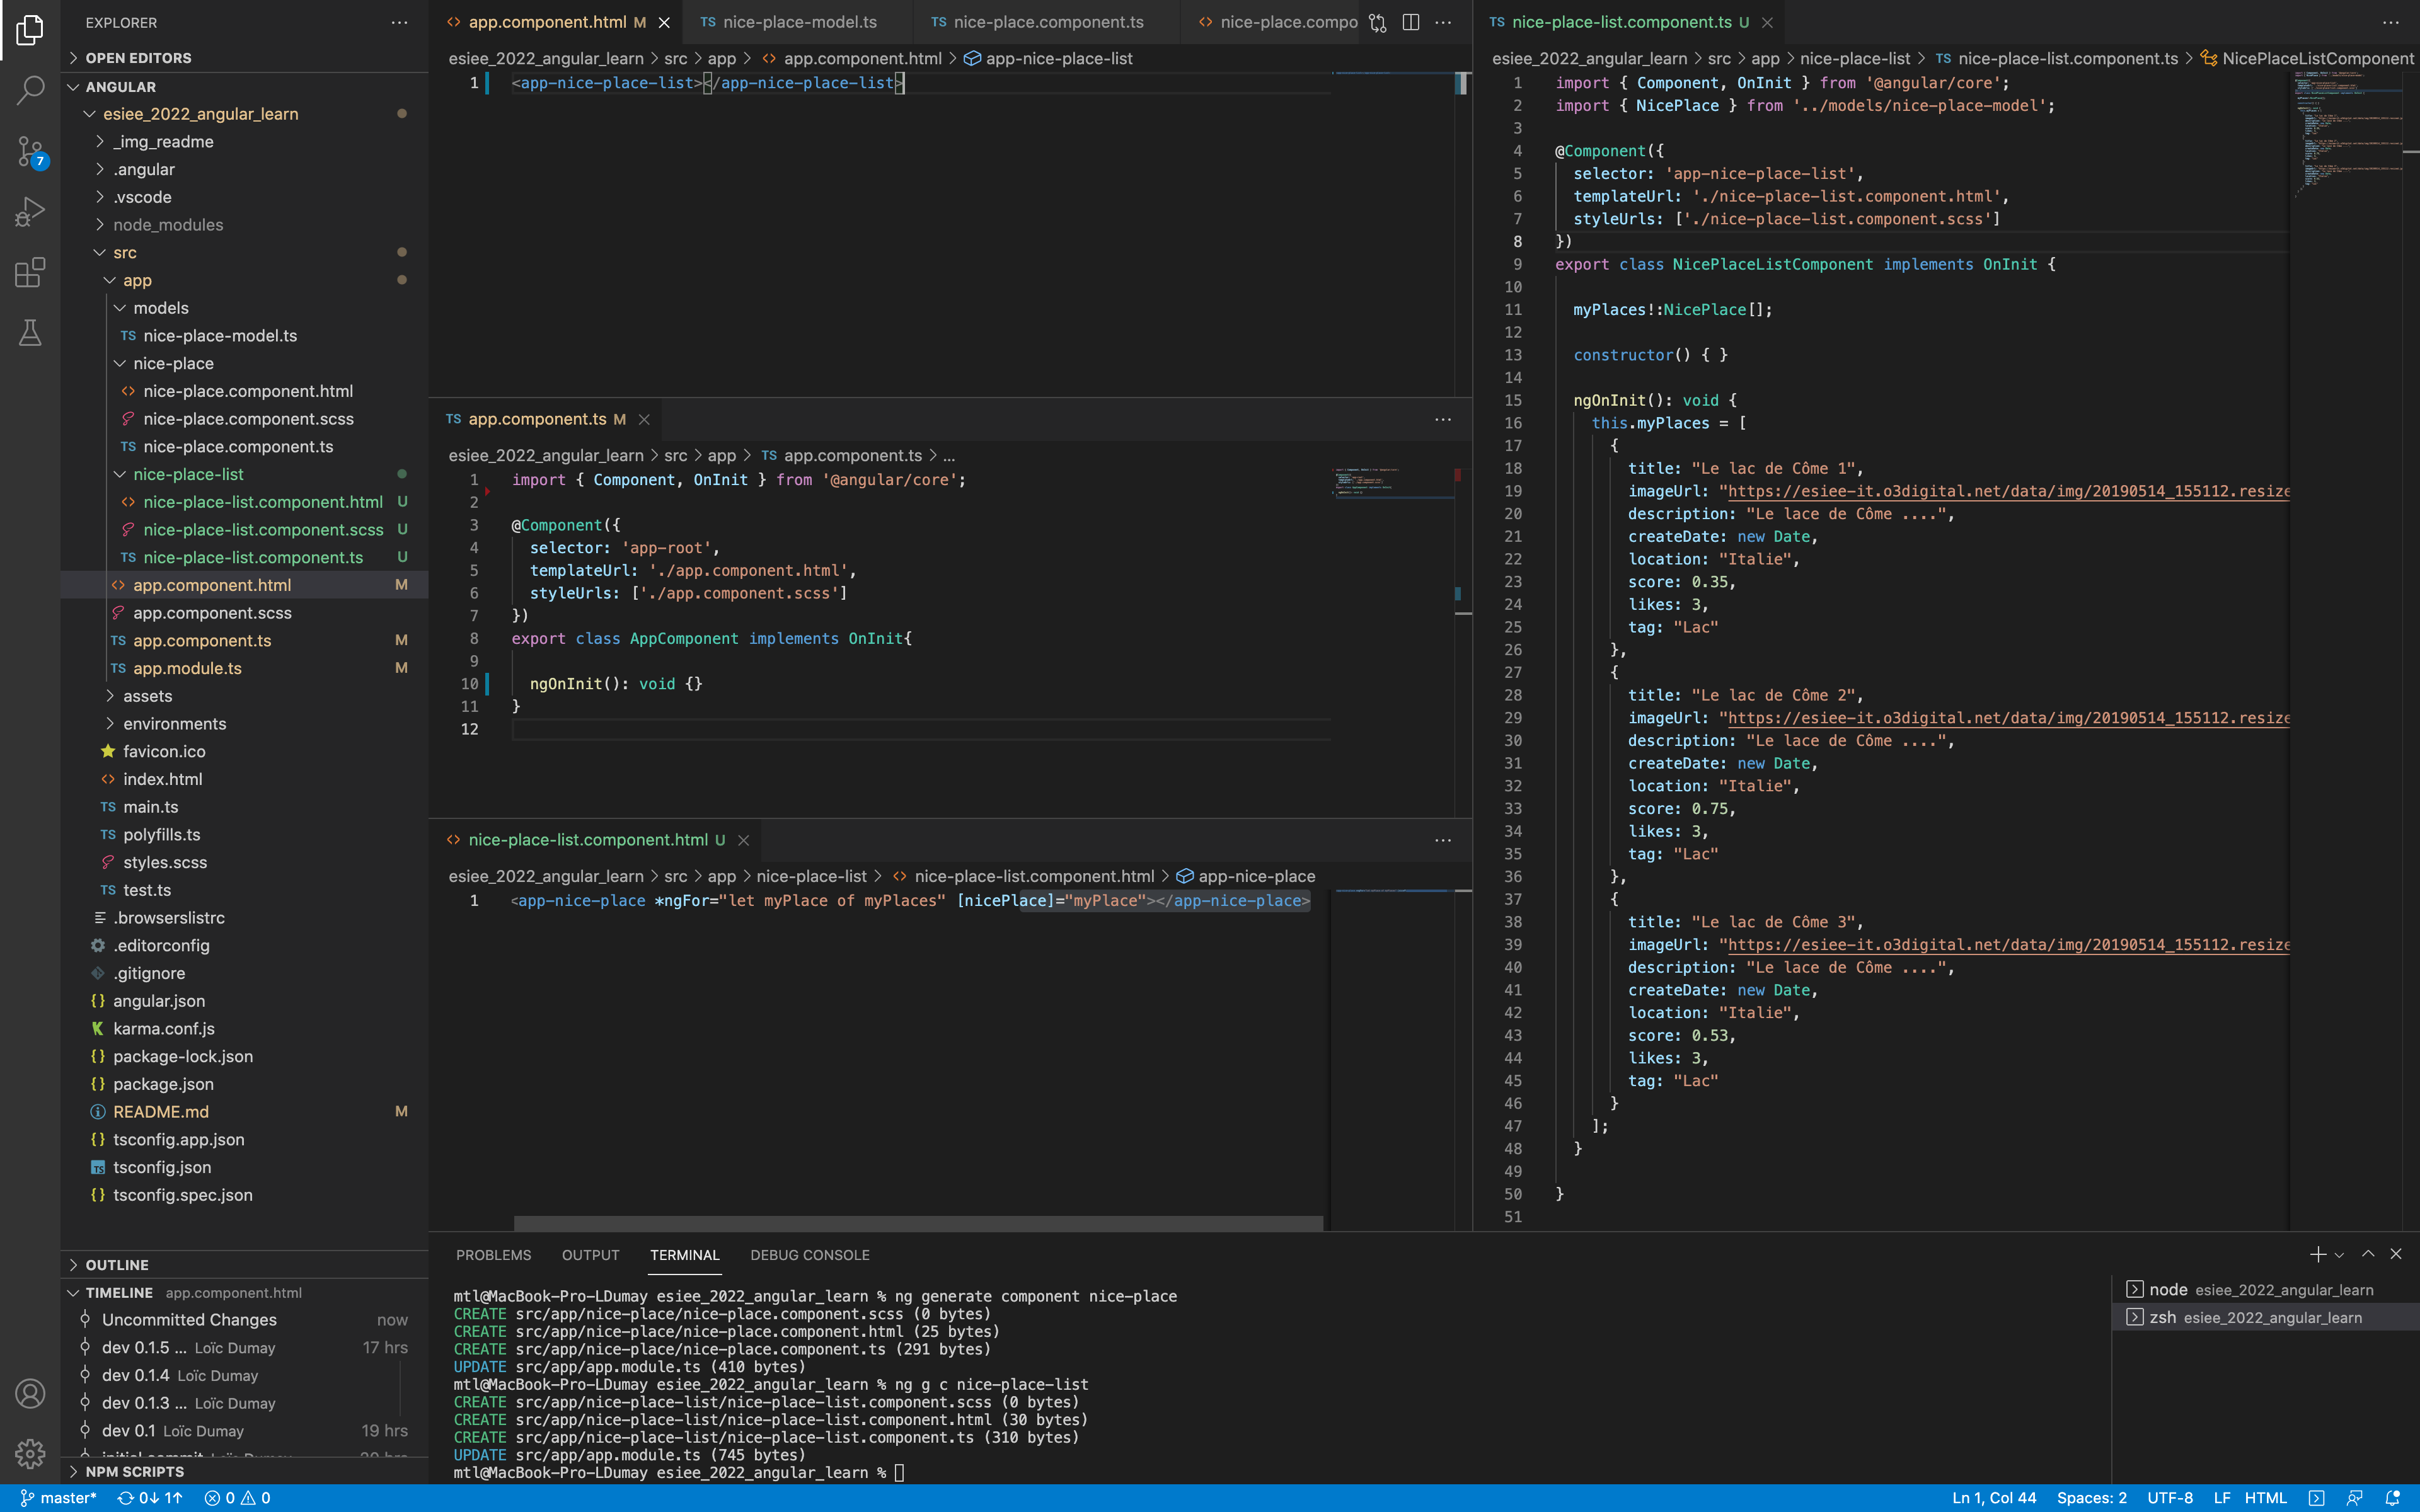 EXPLORER
OPEN EDITORS
ANGULAR
esiee_2022_angular_learn
_img_readme
.angular
.vscode
node_modules
src
app
models
TS nice-place-model.ts
nice-place
<> nice-place.component.html
nice-place.component.scss
TS nice-place.component.ts
nice-place-list
<> nice-place-list.component.html U
nice-place-list.component.scss U
TS nice-place-list.component.ts U
<> app.component.html M
app.component.scss
TS app.component.ts M
TS app.module.ts M
assets
environments
favicon.ico
<> index.html
TS main.ts
TS polyfills.ts
styles.scss
TS test.ts
.browserslistrc
.editorconfig
.gitignore
{} angular.json
K karma.conf.js
{} package-lock.json
{} package.json
README.md M
{} tsconfig.app.json
TS tsconfig.json
{} tsconfig.spec.json
OUTLINE
TIMELINE app.component.html
Uncommitted Changes now
dev 0.1.5 ... Loïc Dumay 17 hrs
dev 0.1.4 Loïc Dumay
dev 0.1.3 ... Loïc Dumay
dev 0.1 Loïc Dumay 19 hrs
NPM SCRIPTS
7
<> app.component.html M TS nice-place-model.ts TS nice-place.component.ts <> nice-place.compo
esiee_2022_angular_learn > src > app > <> app.component.html > app-nice-place-list
1 <app-nice-place-list></app-nice-place-list>
TS app.component.ts M
esiee_2022_angular_learn > src > app > TS app.component.ts > ...
1 import { Component, OnInit } from '@angular/core';
2
3 @Component({
4 selector: 'app-root',
5 templateUrl: './app.component.html',
6 styleUrls: ['./app.component.scss']
7 })
8 export class AppComponent implements OnInit{
9
10 ngOnInit(): void {}
11 }
12
<> nice-place-list.component.html U
esiee_2022_angular_learn > src > app > nice-place-list > <> nice-place-list.component.html > app-nice-place
1 <app-nice-place *ngFor="let myPlace of myPlaces" [nicePlace]="myPlace"></app-nice-place>
TS nice-place-list.component.ts U
esiee_2022_angular_learn > src > app > nice-place-list > TS nice-place-list.component.ts > NicePlaceListComponent
1 import { Component, OnInit } from '@angular/core';
2 import { NicePlace } from '../models/nice-place-model';
3
4 @Component({
5 selector: 'app-nice-place-list',
6 templateUrl: './nice-place-list.component.html',
7 styleUrls: ['./nice-place-list.component.scss']
8 })
9 export class NicePlaceListComponent implements OnInit {
10
11 myPlaces!:NicePlace[];
12
13 constructor() { }
14
15 ngOnInit(): void {
16 this.myPlaces = [
17 {
18 title: "Le lac de Côme 1",
19 imageUrl: "https://esiee-it.o3digital.net/data/img/20190514_155112.resize
20 description: "Le lace de Côme ....",
21 createDate: new Date,
22 location: "Italie",
23 score: 0.35,
24 likes: 3,
25 tag: "Lac"
26 },
27 {
28 title: "Le lac de Côme 2",
29 imageUrl: "https://esiee-it.o3digital.net/data/img/20190514_155112.resize
30 description: "Le lace de Côme ....",
31 createDate: new Date,
32 location: "Italie",
33 score: 0.75,
34 likes: 3,
35 tag: "Lac"
36 },
37 {
38 title: "Le lac de Côme 3",
39 imageUrl: "https://esiee-it.o3digital.net/data/img/20190514_155112.resize
40 description: "Le lace de Côme ....",
41 createDate: new Date,
42 location: "Italie",
43 score: 0.53,
44 likes: 3,
45 tag: "Lac"
46 }
47 ];
48 }
49
50 }
51
PROBLEMS OUTPUT TERMINAL DEBUG CONSOLE
mtl@MacBook-Pro-LDumay esiee_2022_angular_learn % ng generate component nice-place
CREATE src/app/nice-place/nice-place.component.scss (0 bytes)
CREATE src/app/nice-place/nice-place.component.html (25 bytes)
CREATE src/app/nice-place/nice-place.component.ts (291 bytes)
UPDATE src/app/app.module.ts (410 bytes)
mtl@MacBook-Pro-LDumay esiee_2022_angular_learn % ng g c nice-place-list
CREATE src/app/nice-place-list/nice-place-list.component.scss (0 bytes)
CREATE src/app/nice-place-list/nice-place-list.component.html (30 bytes)
CREATE src/app/nice-place-list/nice-place-list.component.ts (310 bytes)
UPDATE src/app/app.module.ts (745 bytes)
mtl@MacBook-Pro-LDumay esiee_2022_angular_learn %
node esiee_2022_angular_learn
zsh esiee_2022_angular_learn
master* 0↓ 1↑ 0 0
Ln 1, Col 44 Spaces: 2 UTF-8 LF HTML